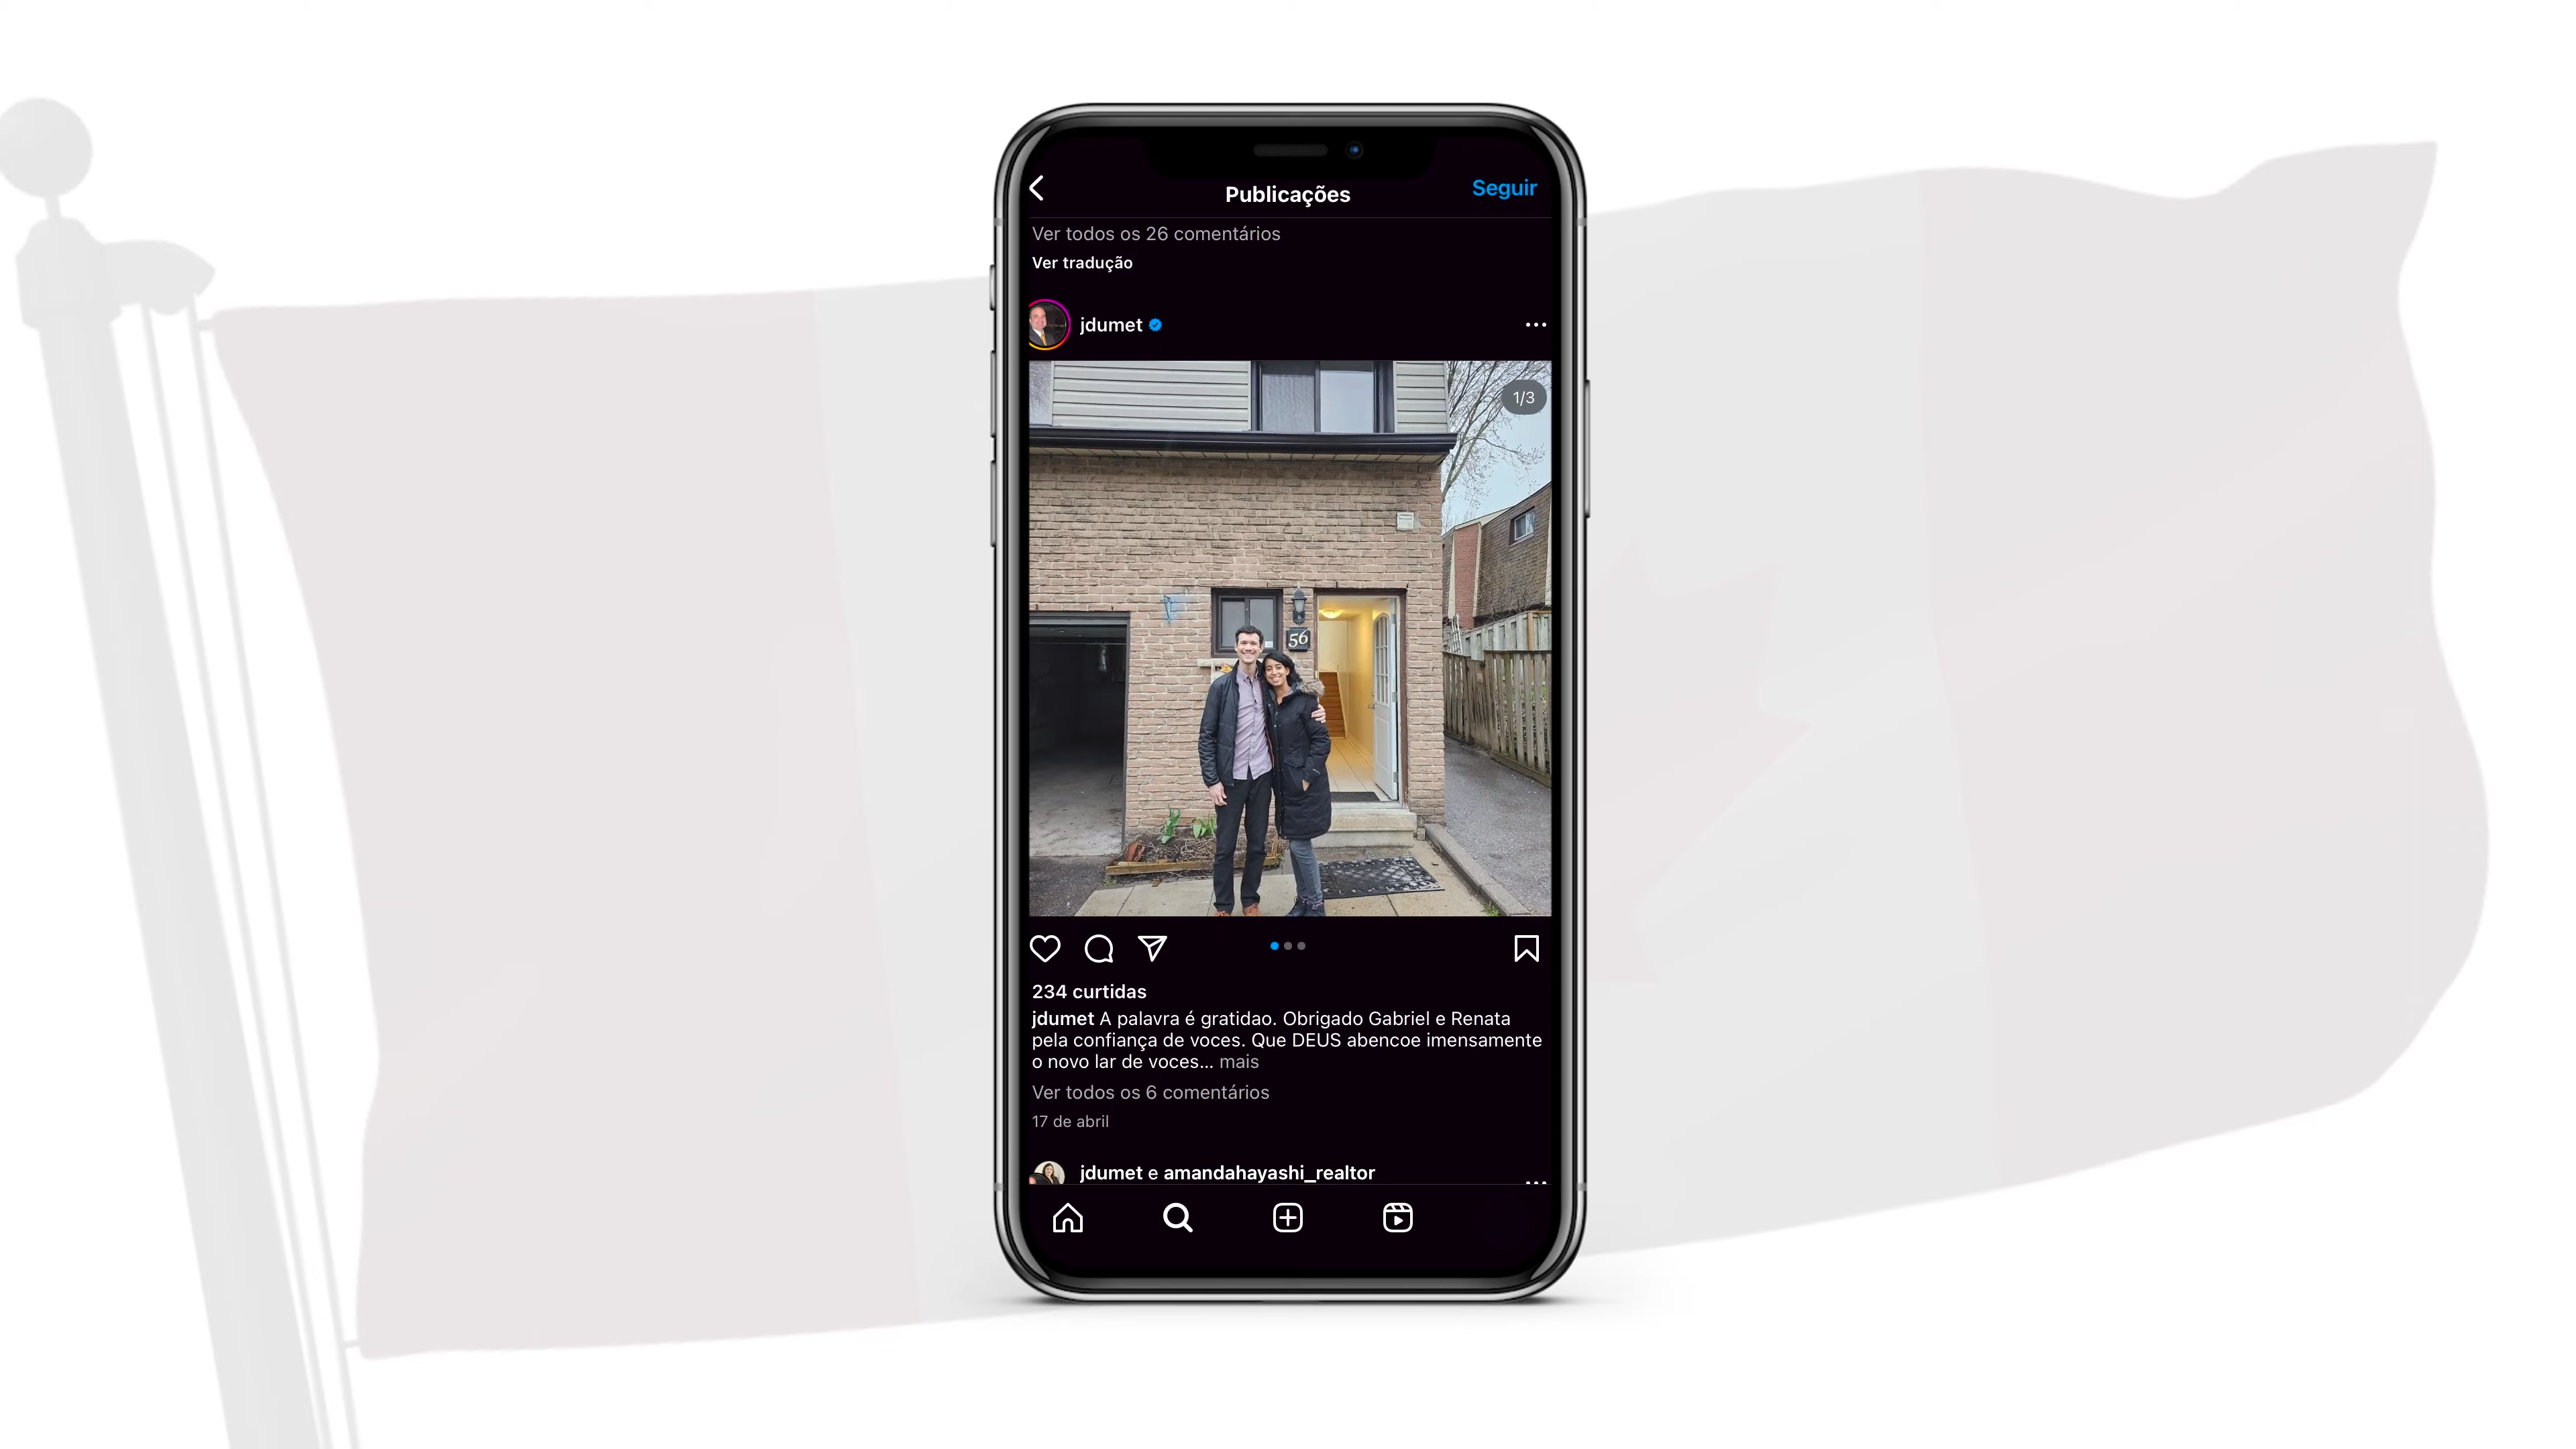 Publicações
Seguir
Ver todos os 26 comentários
Ver tradução
jdumet
1/3
56
234 curtidas
jdumet A palavra é gratidao. Obrigado Gabriel e Renata
pela confiança de voces. Que DEUS abencoe imensamente
o novo lar de voces... mais
Ver todos os 6 comentários
17 de abril
jdumet e amandahayashi_realtor